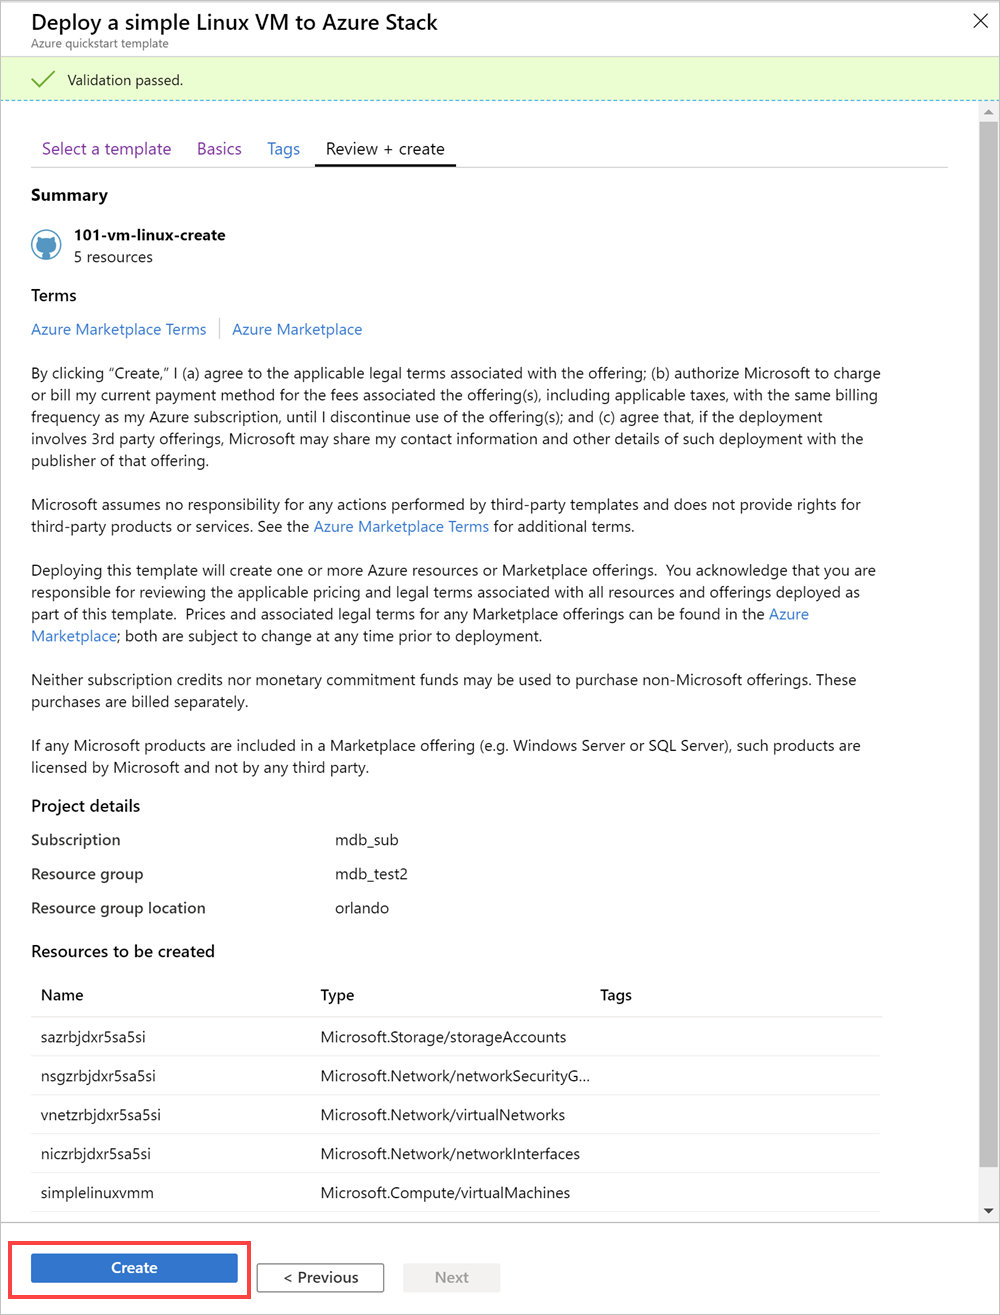 Deploy a simple Linux VM to Azure Stack
Azure quickstart template
Validation passed.
Select a template Basics Tags Review + create
Summary
101-vm-linux-create
5 resources
Terms
Azure Marketplace Terms Azure Marketplace
By clicking “Create,” I (a) agree to the applicable legal terms associated with the offering; (b) authorize Microsoft to charge
or bill my current payment method for the fees associated the offering(s), including applicable taxes, with the same billing
frequency as my Azure subscription, until I discontinue use of the offering(s); and (c) agree that, if the deployment
involves 3rd party offerings, Microsoft may share my contact information and other details of such deployment with the
publisher of that offering.
Microsoft assumes no responsibility for any actions performed by third-party templates and does not provide rights for
third-party products or services. See the Azure Marketplace Terms for additional terms.
Deploying this template will create one or more Azure resources or Marketplace offerings. You acknowledge that you are
responsible for reviewing the applicable pricing and legal terms associated with all resources and offerings deployed as
part of this template. Prices and associated legal terms for any Marketplace offerings can be found in the Azure
Marketplace; both are subject to change at any time prior to deployment.
Neither subscription credits nor monetary commitment funds may be used to purchase non-Microsoft offerings. These
purchases are billed separately.
If any Microsoft products are included in a Marketplace offering (e.g. Windows Server or SQL Server), such products are
licensed by Microsoft and not by any third party.
Project details
Subscription mdb_sub
Resource group mdb_test2
Resource group location orlando
Resources to be created
Name Type Tags
sazrbjdxr5sa5si Microsoft.Storage/storageAccounts
nsgzrbjdxr5sa5si Microsoft.Network/networkSecurityG...
vnetzrbjdxr5sa5si Microsoft.Network/virtualNetworks
niczrbjdxr5sa5si Microsoft.Network/networkInterfaces
simplelinuxvmm Microsoft.Compute/virtualMachines
Create < Previous Next